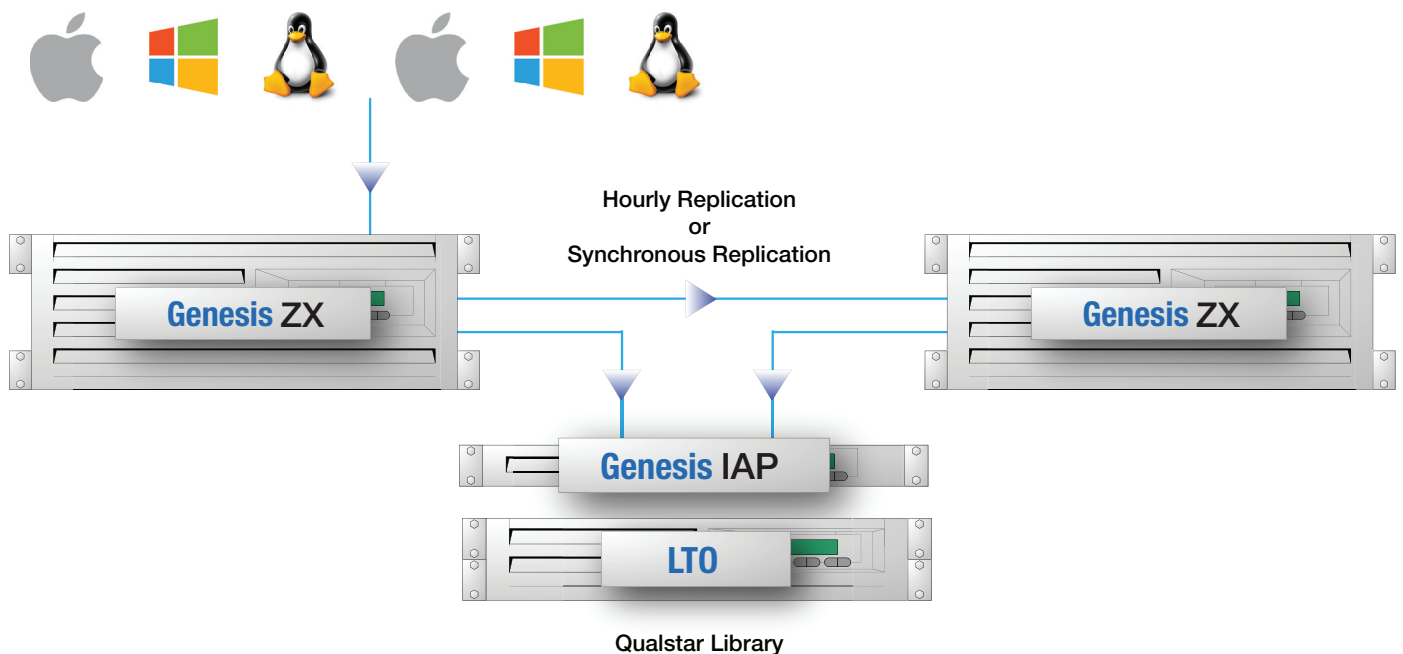 Hourly Replication
or
Synchronous Replication
Genesis ZX
Genesis ZX
Genesis IAP
LTO
Qualstar Library